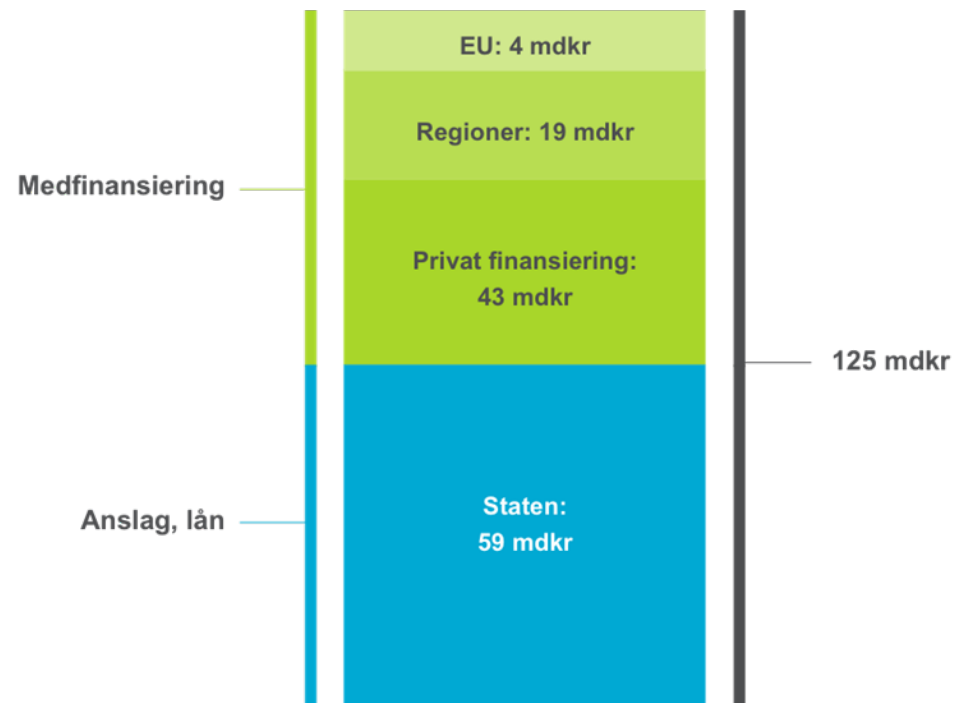 EU: 4 mdkr
Regioner: 19 mdkr
Medfinansiering
Privat finansiering:
43 mdkr
125 mdkr
Staten:
59 mdkr
Anslag, lån